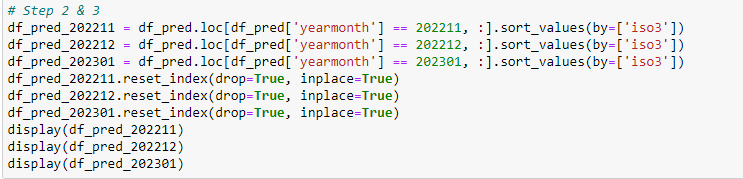 # Step 2 & 3
df_pred_202211 = df_pred.loc[df_pred['yearmonth'] == 202211, :].sort_values(by=['iso3'])
df_pred_202212 = df_pred.loc[df_pred['yearmonth'] == 202212, :].sort_values(by=['iso3'])
df_pred_202301 = df_pred.loc[df_pred['yearmonth'] == 202301, :].sort_values(by=['iso3'])
df_pred_202211.reset_index(drop=True, inplace=True)
df_pred_202212.reset_index(drop=True, inplace=True)
df_pred_202301.reset_index(drop=True, inplace=True)
display(df_pred_202211)
display(df_pred_202212)
display(df_pred_202301)